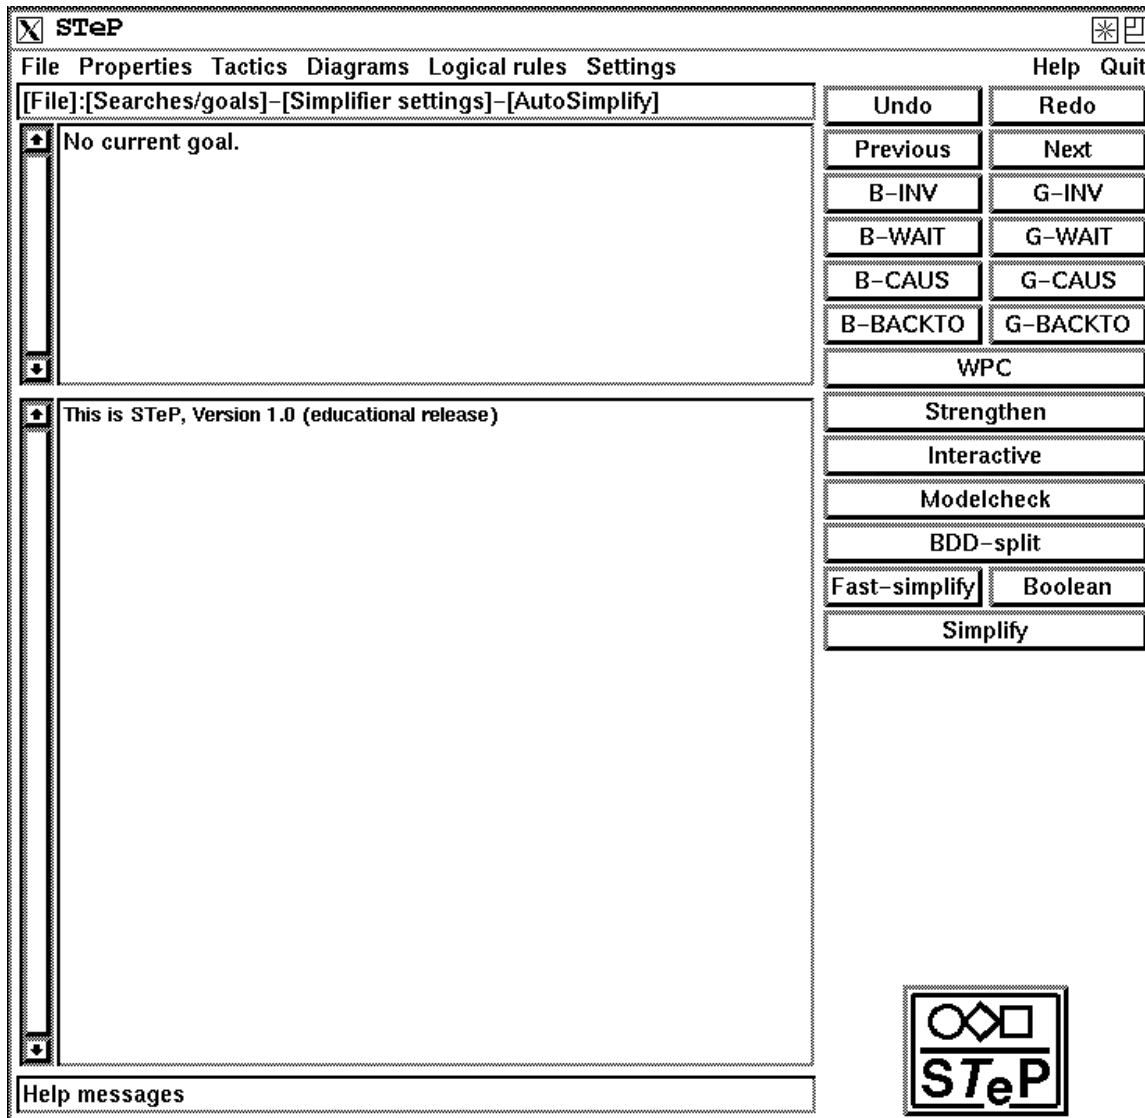 STeP
File Properties Tactics Diagrams Logical rules Settings Help Quit
[File]:[Searches/goals]–[Simplifier settings]–[AutoSimplify]
Undo Redo
No current goal.
Previous Next
B–INV G–INV
B–WAIT G–WAIT
B–CAUS G–CAUS
B–BACKTO G–BACKTO
WPC
This is STeP, Version 1.0 (educational release)
Strengthen
Interactive
Modelcheck
BDD–split
Fast–simplify Boolean
Simplify
STeP
Help messages